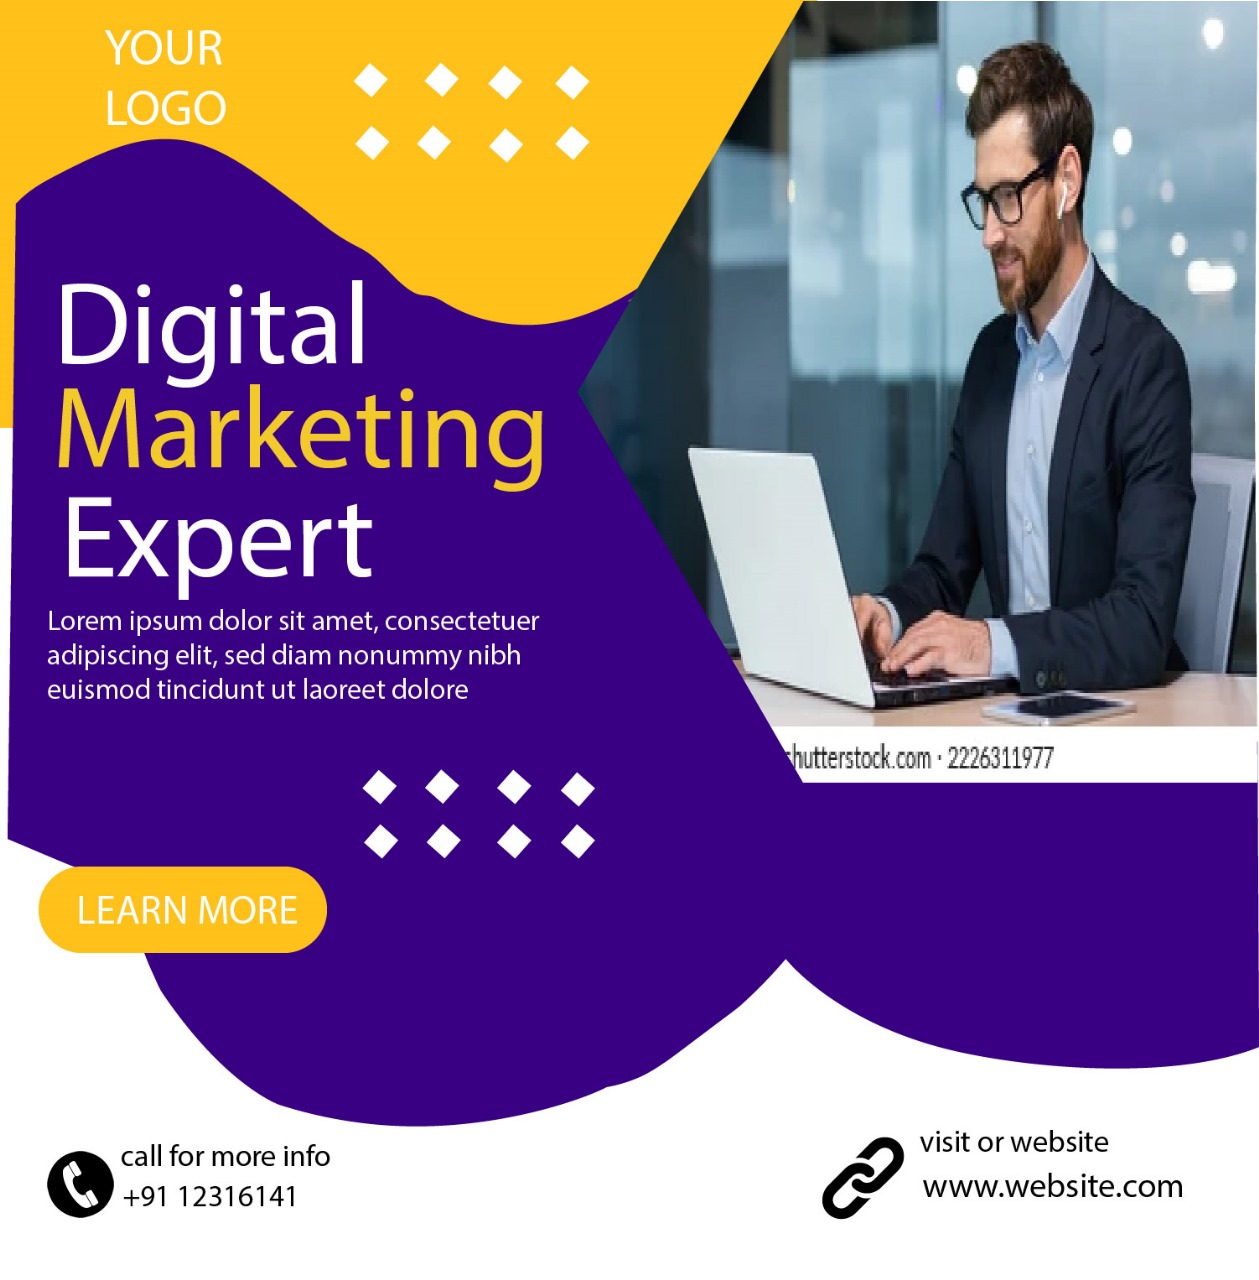 YOUR
LOGO
Digital
Marketing
Expert
Lorem ipsum dolor sit amet, consectetuer
adipiscing elit, sed diam nonummy nibh
euismod tincidunt ut laoreet dolore
shutterstock.com · 2226311977
LEARN MORE
call for more info
+91 12316141
visit or website
www.website.com